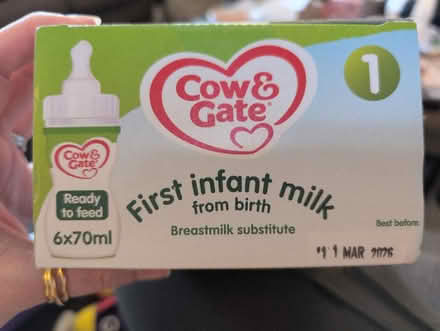 Cow &
Gate®
1
Cow &
Gate
Ready
to feed
6x70ml
First infant milk
from birth
Breastmilk substitute
Best before:
11 MAR 2026